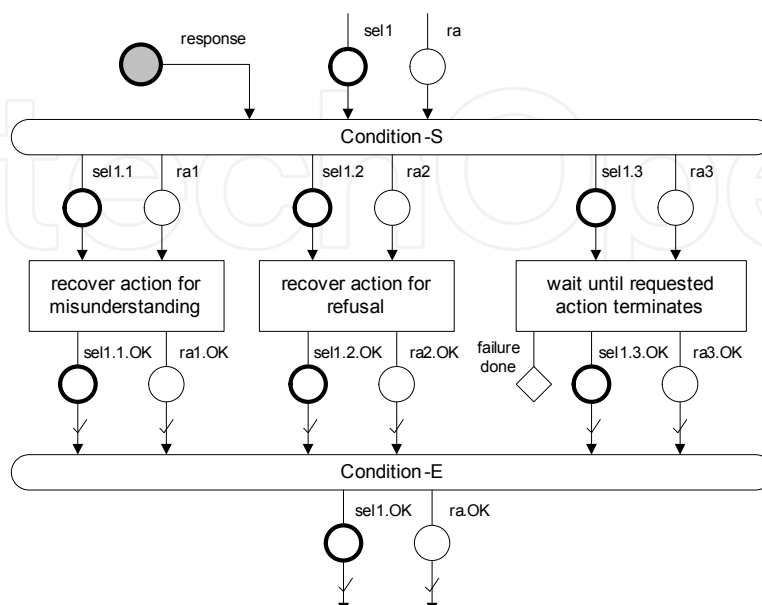 response
sel1
ra
Condition-S
sel1.1
ra1
sel1.2
ra2
sel1.3
ra3
recover action for
misunderstanding
recover action for
refusal
wait until requested
action terminates
sel1.1.OK
ra1.OK
sel1.2.OK
ra2.OK
failure
done
sel1.3.OK
ra3.OK
Condition-E
sel1.OK
ra.OK
techOpe